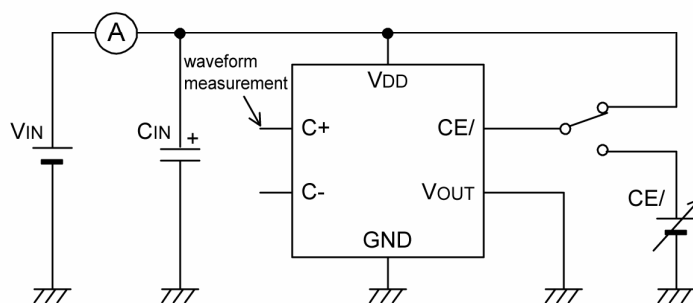 A
waveform
measurement
VDD
VIN
CIN
+
C+
CE/
C-
VOUT
CE/
GND